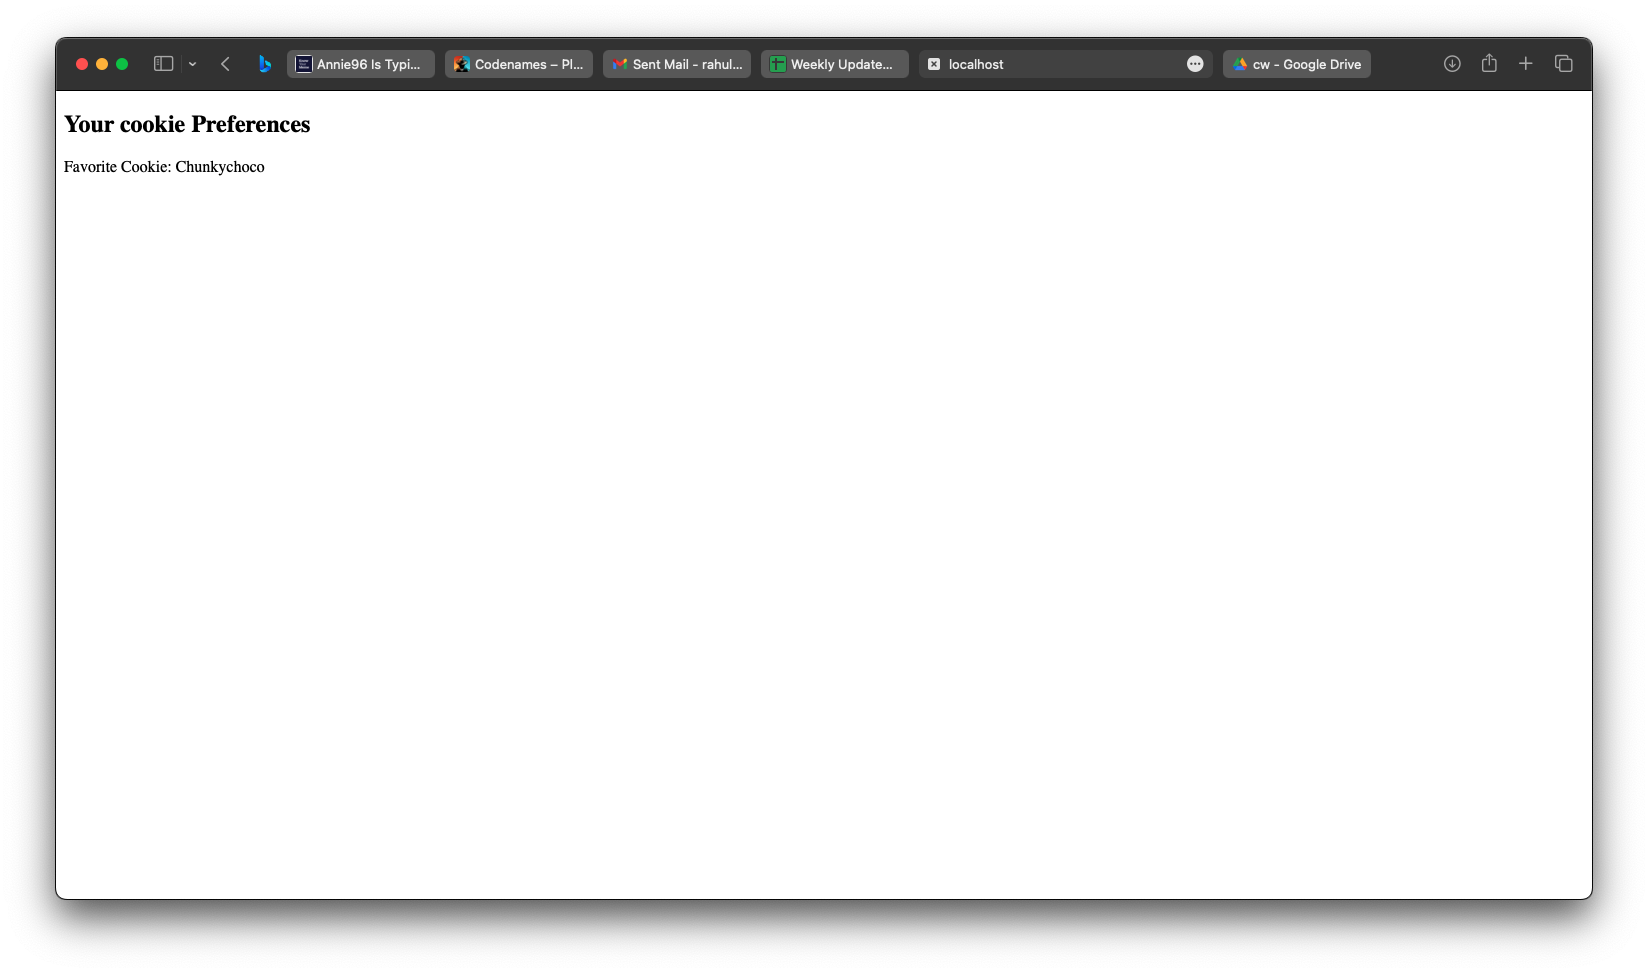 Annie96 Is Typi...
Codenames – Pl...
Sent Mail - rahul...
Weekly Update...
localhost
cw - Google Drive
Your cookie Preferences
Favorite Cookie: Chunkychoco